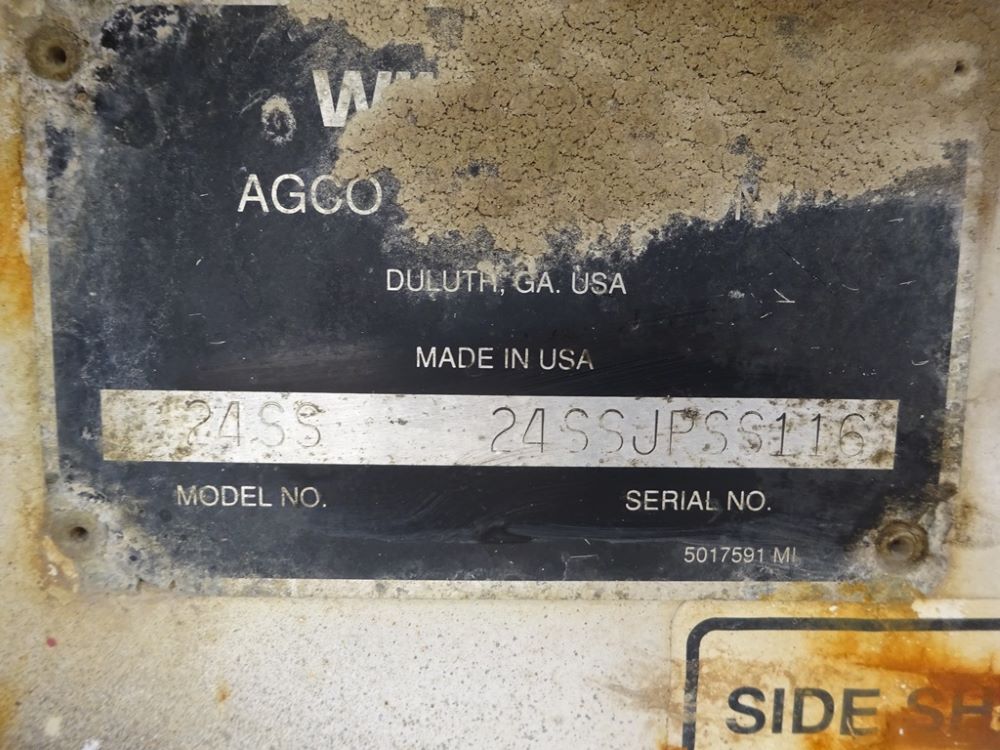 AGCO
DULUTH, GA. USA
MADE IN USA
24SS 24SSJPSS116
MODEL NO. SERIAL NO.
5017591 MI
SIDE